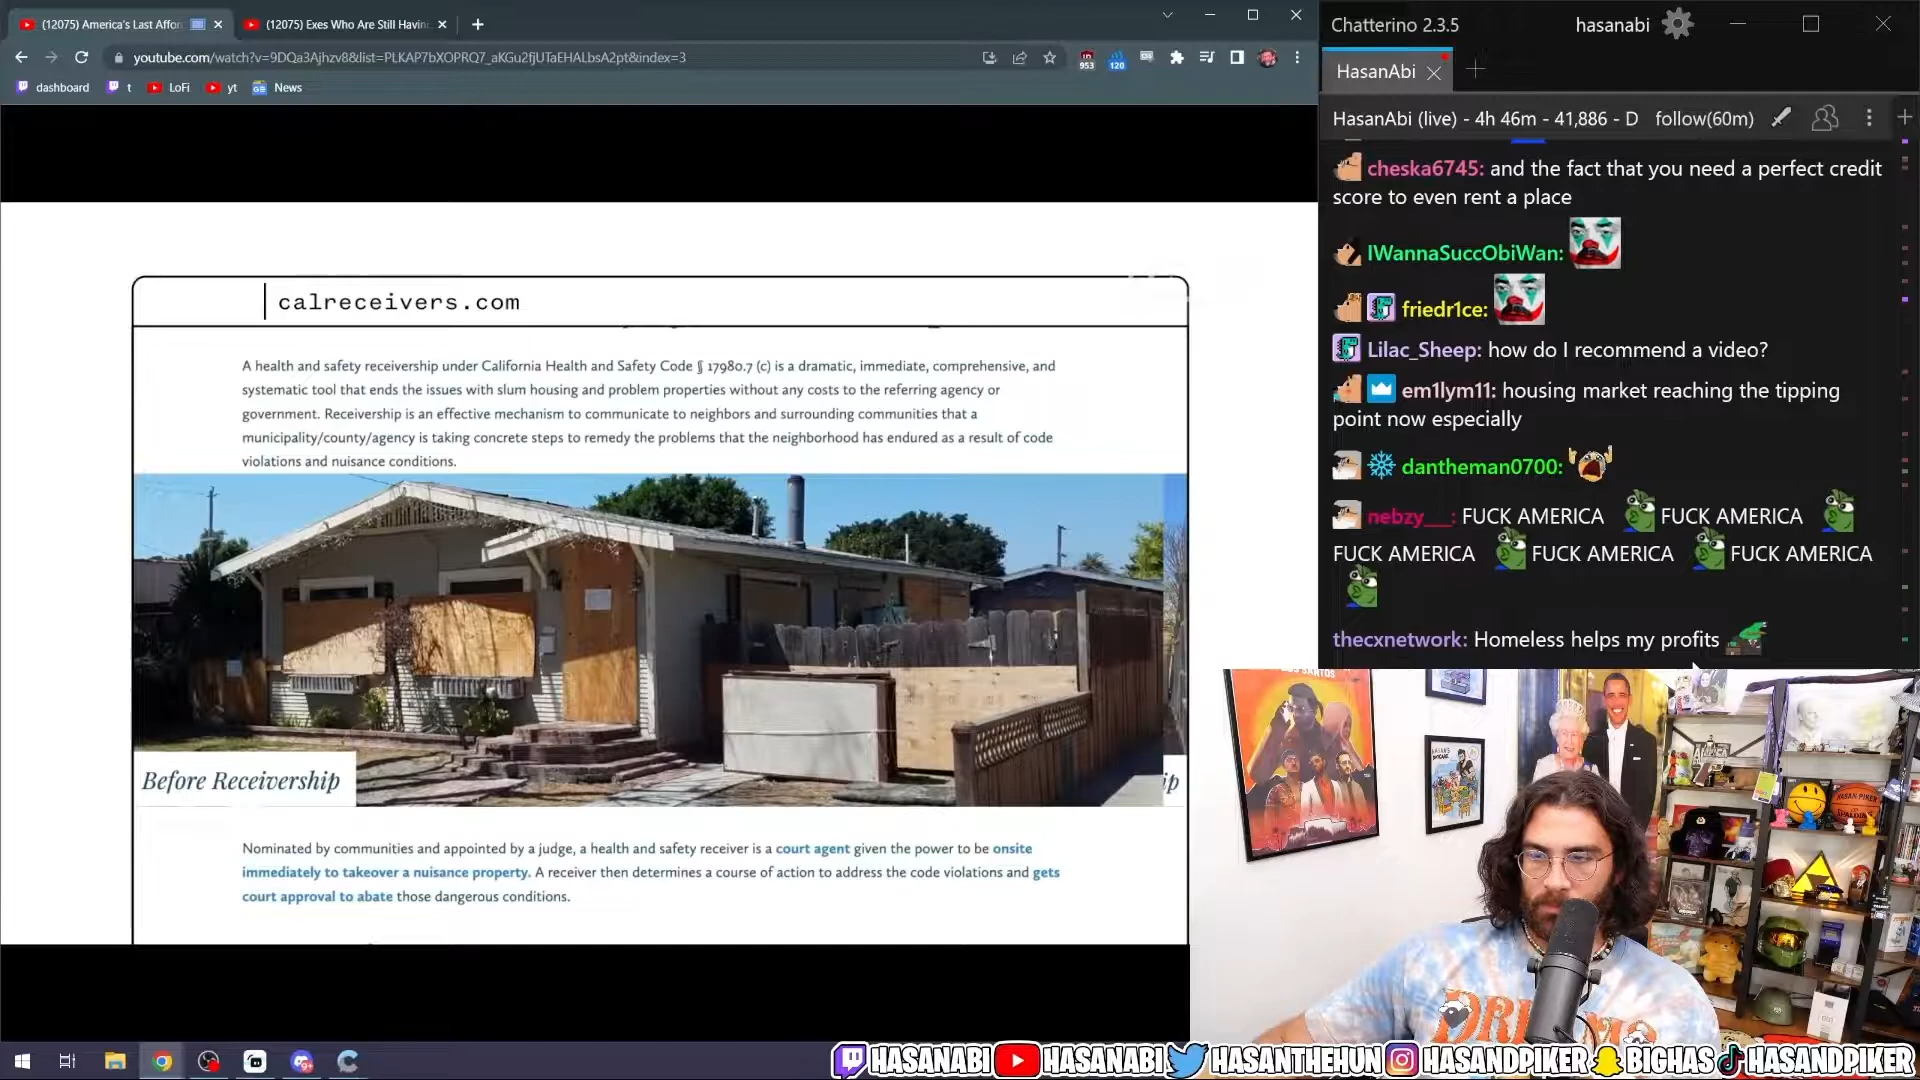 (12075) America's Last Affor
(12075) Exes Who Are Still Havin
youtube.com/watch?v=9DQa3Ajhzv8&list=PLKAP7bXOPRQ7_aKGu2fjUTaEHALbsA2pt&index=3
953
120
dashboard
t
LoFi
yt
News
calreceivers.com
A health and safety receivership under California Health and Safety Code § 17980.7 (c) is a dramatic, immediate, comprehensive, and
systematic tool that ends the issues with slum housing and problem properties without any costs to the referring agency or
government. Receivership is an effective mechanism to communicate to neighbors and surrounding communities that a
municipality/county/agency is taking concrete steps to remedy the problems that the neighborhood has endured as a result of code
violations and nuisance conditions.
Before Receivership
ip
Nominated by communities and appointed by a judge, a health and safety receiver is a court agent given the power to be onsite
immediately to takeover a nuisance property. A receiver then determines a course of action to address the code violations and gets
court approval to abate those dangerous conditions.
Chatterino 2.3.5
hasanabi
HasanAbi
HasanAbi (live) - 4h 46m - 41,886 - D
follow(60m)
cheska6745: and the fact that you need a perfect credit
score to even rent a place
IWannaSuccObiWan:
friedr1ce:
Lilac_Sheep: how do I recommend a video?
em1lym11: housing market reaching the tipping
point now especially
dantheman0700:
nebzy___: FUCK AMERICA FUCK AMERICA
FUCK AMERICA FUCK AMERICA FUCK AMERICA
thecxnetwork: Homeless helps my profits
HASANABI
HASANABI
HASANTHEHUN
HASANDPIKER
BIGHAS
HASANDPIKER